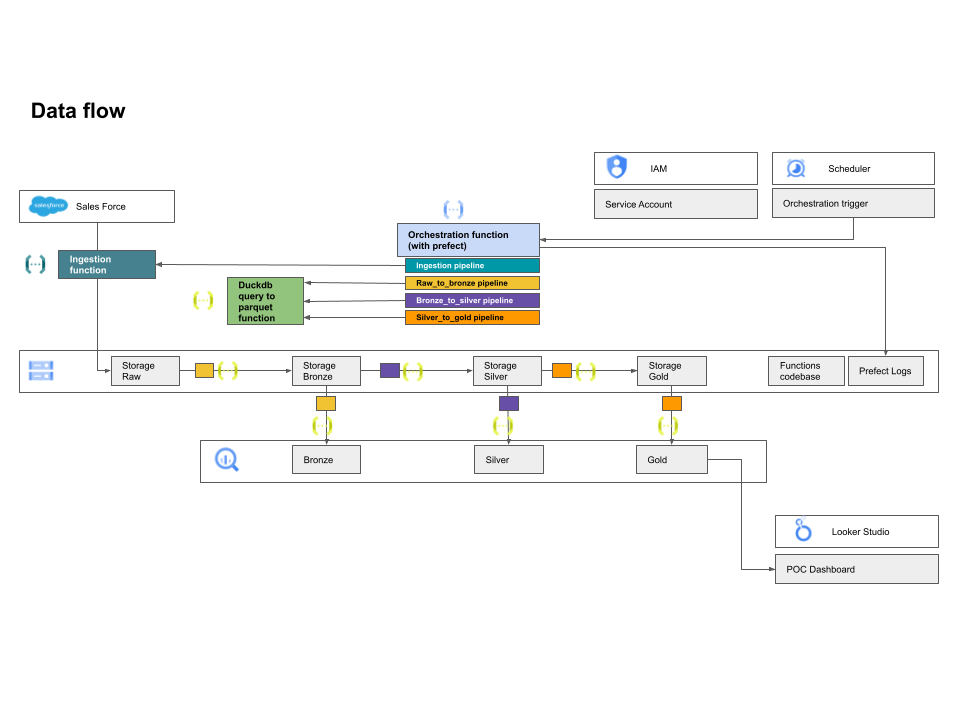 Data flow
IAM
Scheduler
Service Account
Orchestration trigger
salesforce
Sales Force
Orchestration function
(with prefect)
Ingestion
function
Ingestion pipeline
Raw_to_bronze pipeline
Bronze_to_silver pipeline
Silver_to_gold pipeline
Duckdb
query to
parquet
function
Storage
Raw
Storage
Bronze
Storage
Silver
Storage
Gold
Functions
codebase
Prefect Logs
Bronze
Silver
Gold
Looker Studio
POC Dashboard